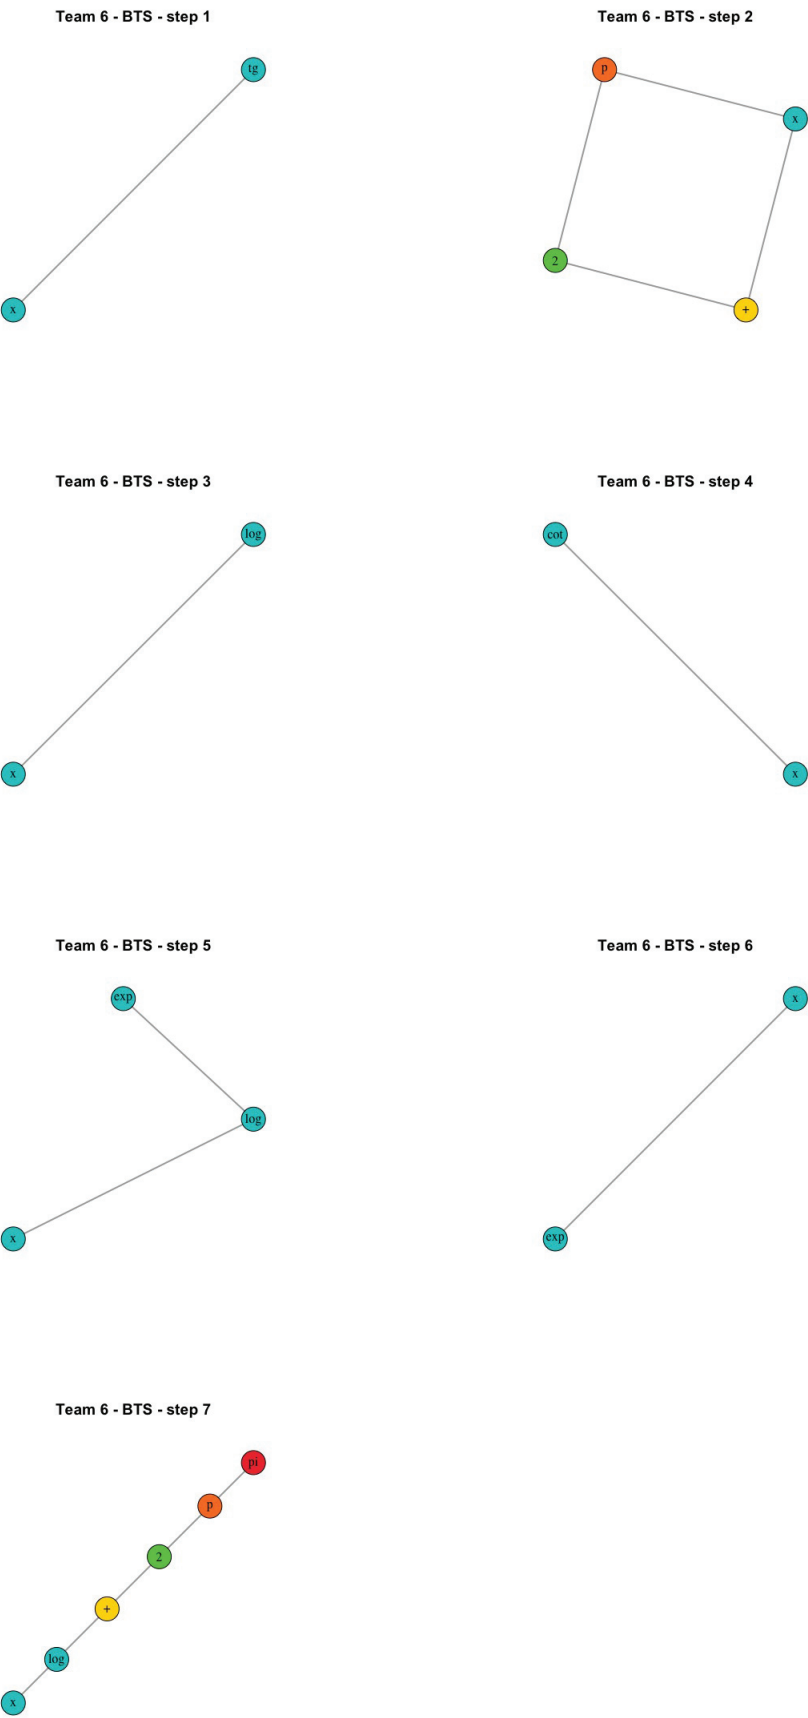 Team 6 - BTS - step 1
tg
x
Team 6 - BTS - step 2
p
x
2
+
Team 6 - BTS - step 3
log
x
Team 6 - BTS - step 4
cot
x
Team 6 - BTS - step 5
exp
log
x
Team 6 - BTS - step 6
x
exp
Team 6 - BTS - step 7
pi
p
2
+
log
x